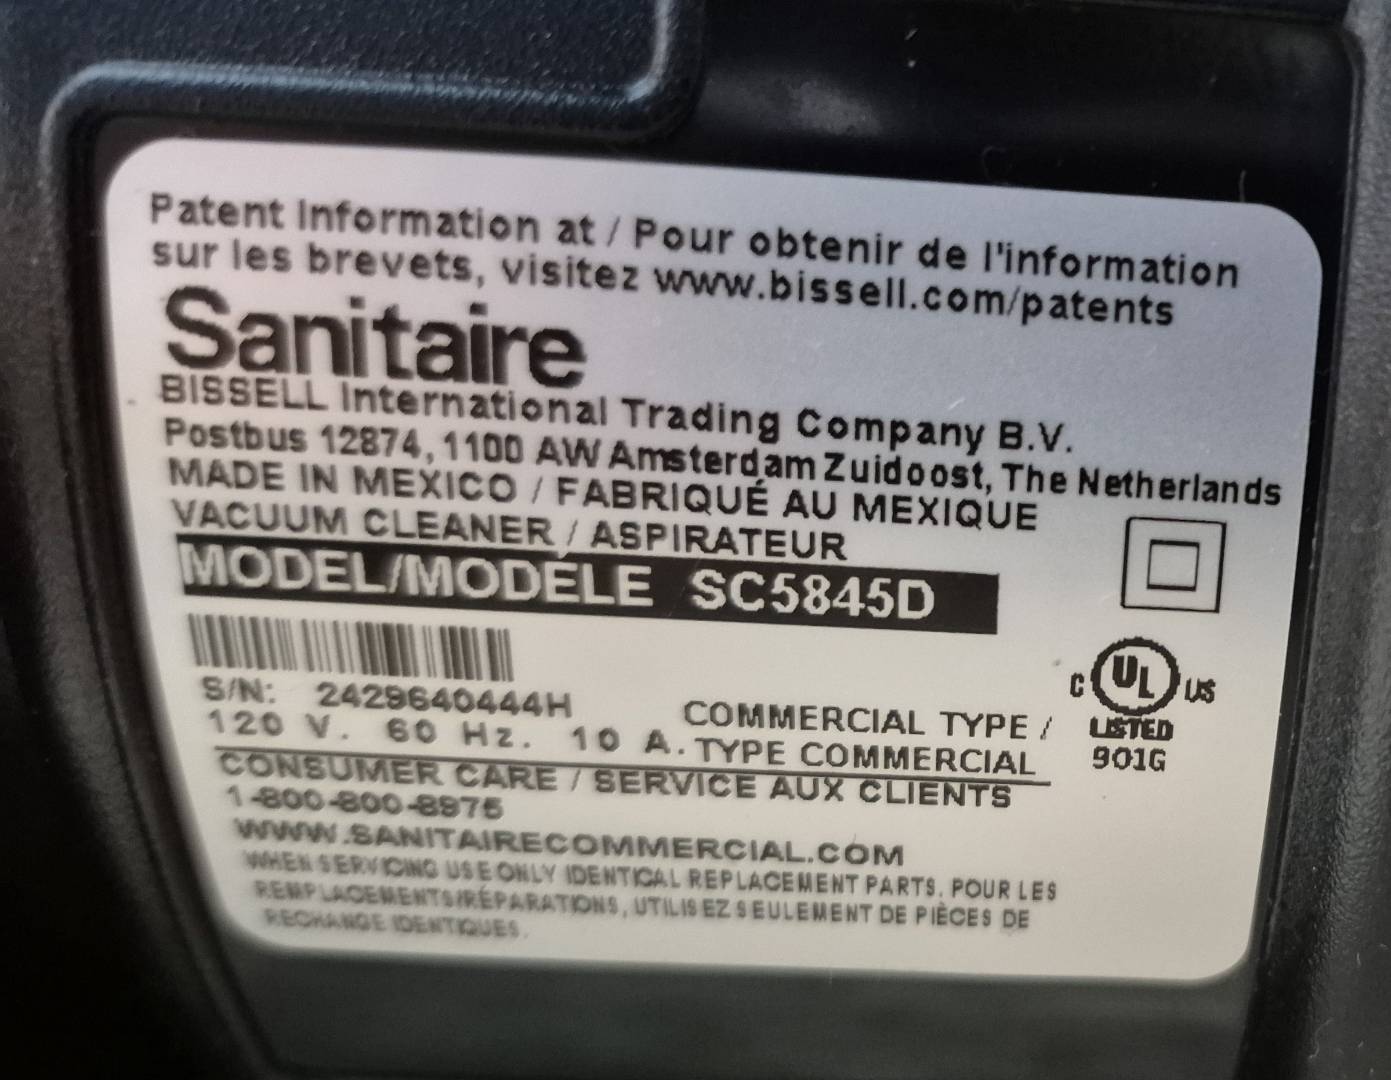 Patent Information at / Pour obtenir de l'information
sur les brevets, visitez www.bissell.com/patents
Sanitaire
BISSELL International Trading Company B.V.
Postbus 12874, 1100 AW Amsterdam Zuidoost, The Netherlands
MADE IN MEXICO / FABRIQUÉ AU MEXIQUE
VACUUM CLEANER / ASPIRATEUR
MODEL/MODÈLE SC5845D
S/N: 2429640444H
120 V. 60 Hz. 10 A.
COMMERCIAL TYPE /
TYPE COMMERCIAL
C UL US
LISTED
901G
CONSUMER CARE / SERVICE AUX CLIENTS
1-800-800-8975
WWW.SANITAIRECOMMERCIAL.COM
WHEN SERVICING USE ONLY IDENTICAL REPLACEMENT PARTS. POUR LES
REMPLACEMENTS/RÉPARATIONS, UTILISEZ SEULEMENT DE PIÈCES DE
RECHANGE IDENTIQUES.